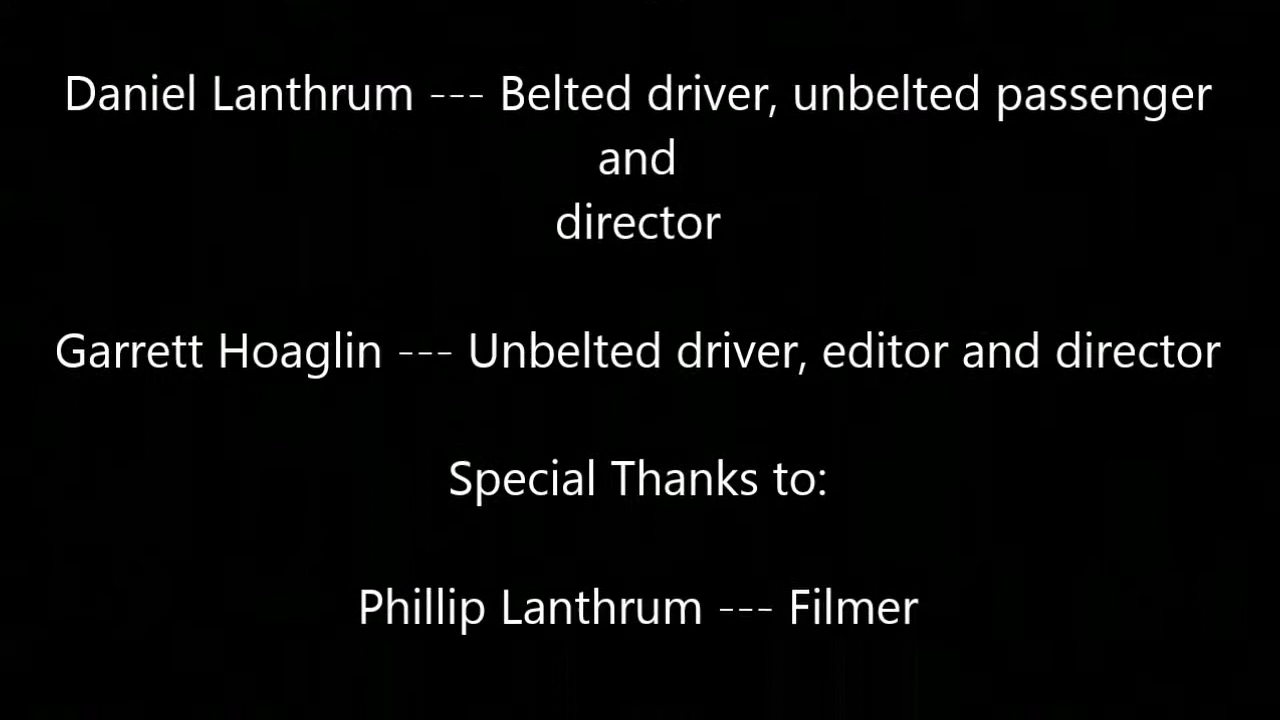 Daniel Lanthrum --- Belted driver, unbelted passenger
and
director
Garrett Hoaglin --- Unbelted driver, editor and director
Special Thanks to:
Phillip Lanthrum --- Filmer